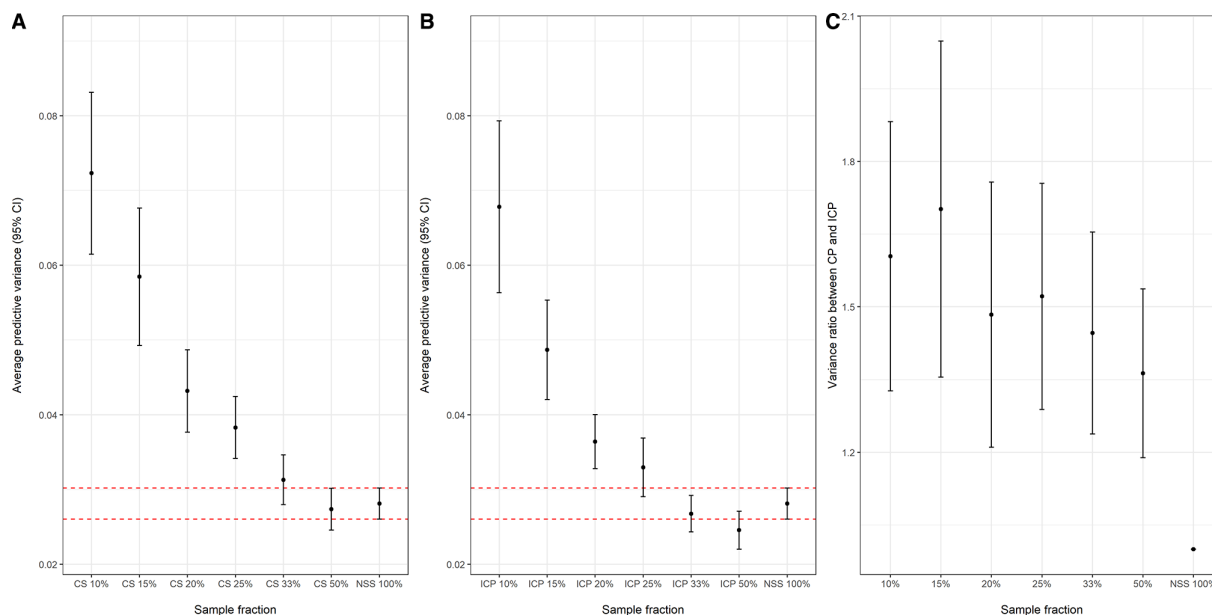 A
Average predictive variance (95% CI)
0.08
0.06
0.04
0.02
CS 10% CS 15% CS 20% CS 25% CS 33% CS 50% NSS 100%
Sample fraction
B
Average predictive variance (95% CI)
0.08
0.06
0.04
0.02
ICP 10% ICP 15% ICP 20% ICP 25% ICP 33% ICP 50% NSS 100%
Sample fraction
C
Variance ratio between CP and ICP
2.1
1.8
1.5
1.2
10% 15% 20% 25% 33% 50% NSS 100%
Sample fraction